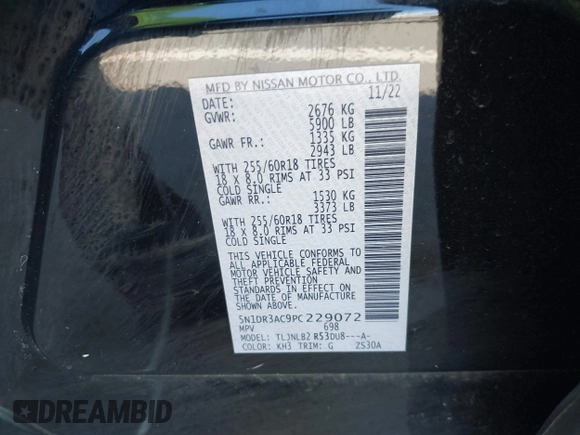 MFD BY NISSAN MOTOR CO., LTD.
DATE: 11/22
GVWR: 2676 KG
5900 LB
GAWR FR.: 1335 KG
2943 LB
WITH 255/60R18 TIRES
18 X 8.0 RIMS AT 33 PSI
COLD SINGLE
GAWR RR.: 1530 KG
3373 LB
WITH 255/60R18 TIRES
18 X 8.0 RIMS AT 33 PSI
COLD SINGLE
THIS VEHICLE CONFORMS TO
ALL APPLICABLE FEDERAL
MOTOR VEHICLE SAFETY AND
THEFT PREVENTION
STANDARDS IN EFFECT ON
THE DATE OF MANUFACTURE
SHOWN ABOVE.
5N1DR3AC9PC229072
MPV 698
MODEL: TLJNLB2 R53DU8---A-
COLOR: KH3 TRIM: G ZS30A
DREAMBID